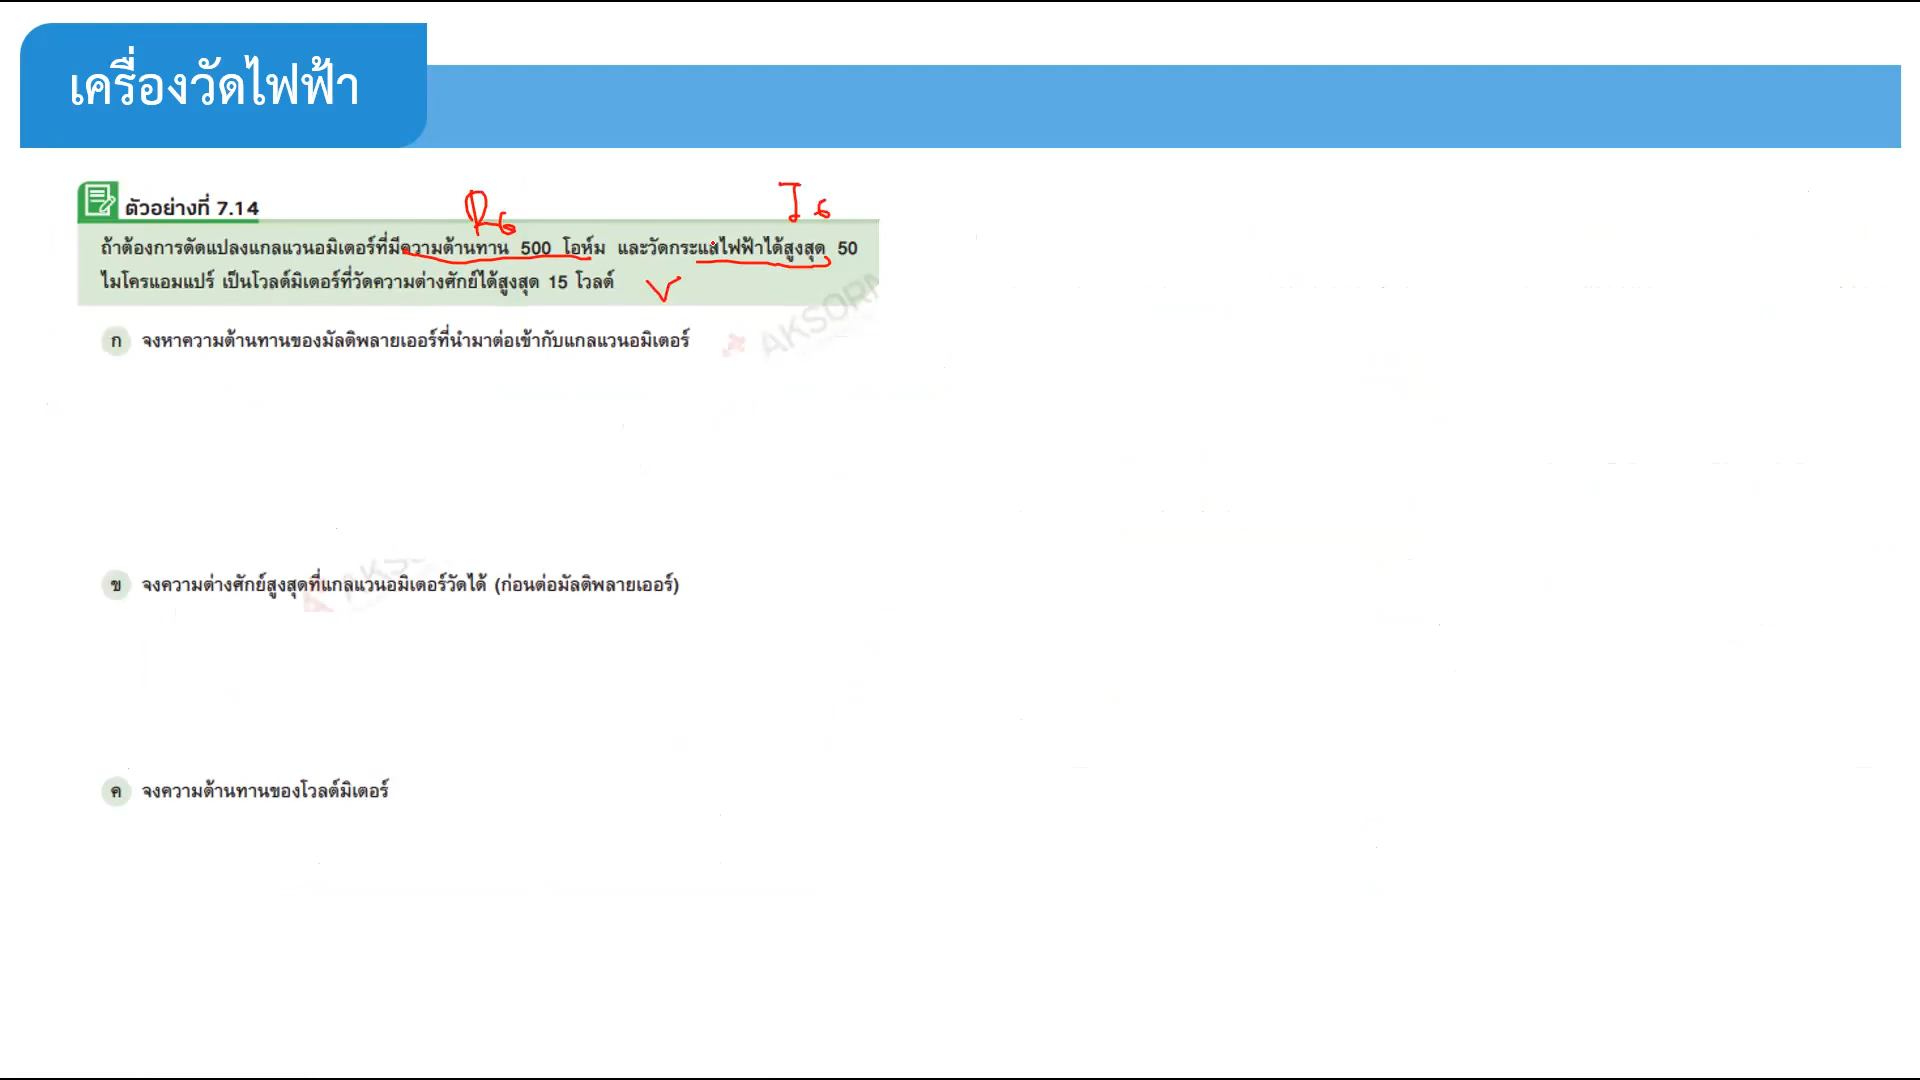 เครื่องวัดไฟฟ้า
ตัวอย่างที่ 7.14
R_G
I_G
ถ้าต้องการดัดแปลงแกลแวนอมิเตอร์ที่มีความต้านทาน 500 โอห์ม และวัดกระแสไฟฟ้าได้สูงสุด 50
ไมโครแอมแปร์ เป็นโวลต์มิเตอร์ที่วัดความต่างศักย์ได้สูงสุด 15 โวลต์
V
AKSORN
ก จงหาความต้านทานของมัลติพลายเออร์ที่นำมาต่อเข้ากับแกลแวนอมิเตอร์
ข จงความต่างศักย์สูงสุดที่แกลแวนอมิเตอร์วัดได้ (ก่อนต่อมัลติพลายเออร์)
ค จงความต้านทานของโวลต์มิเตอร์